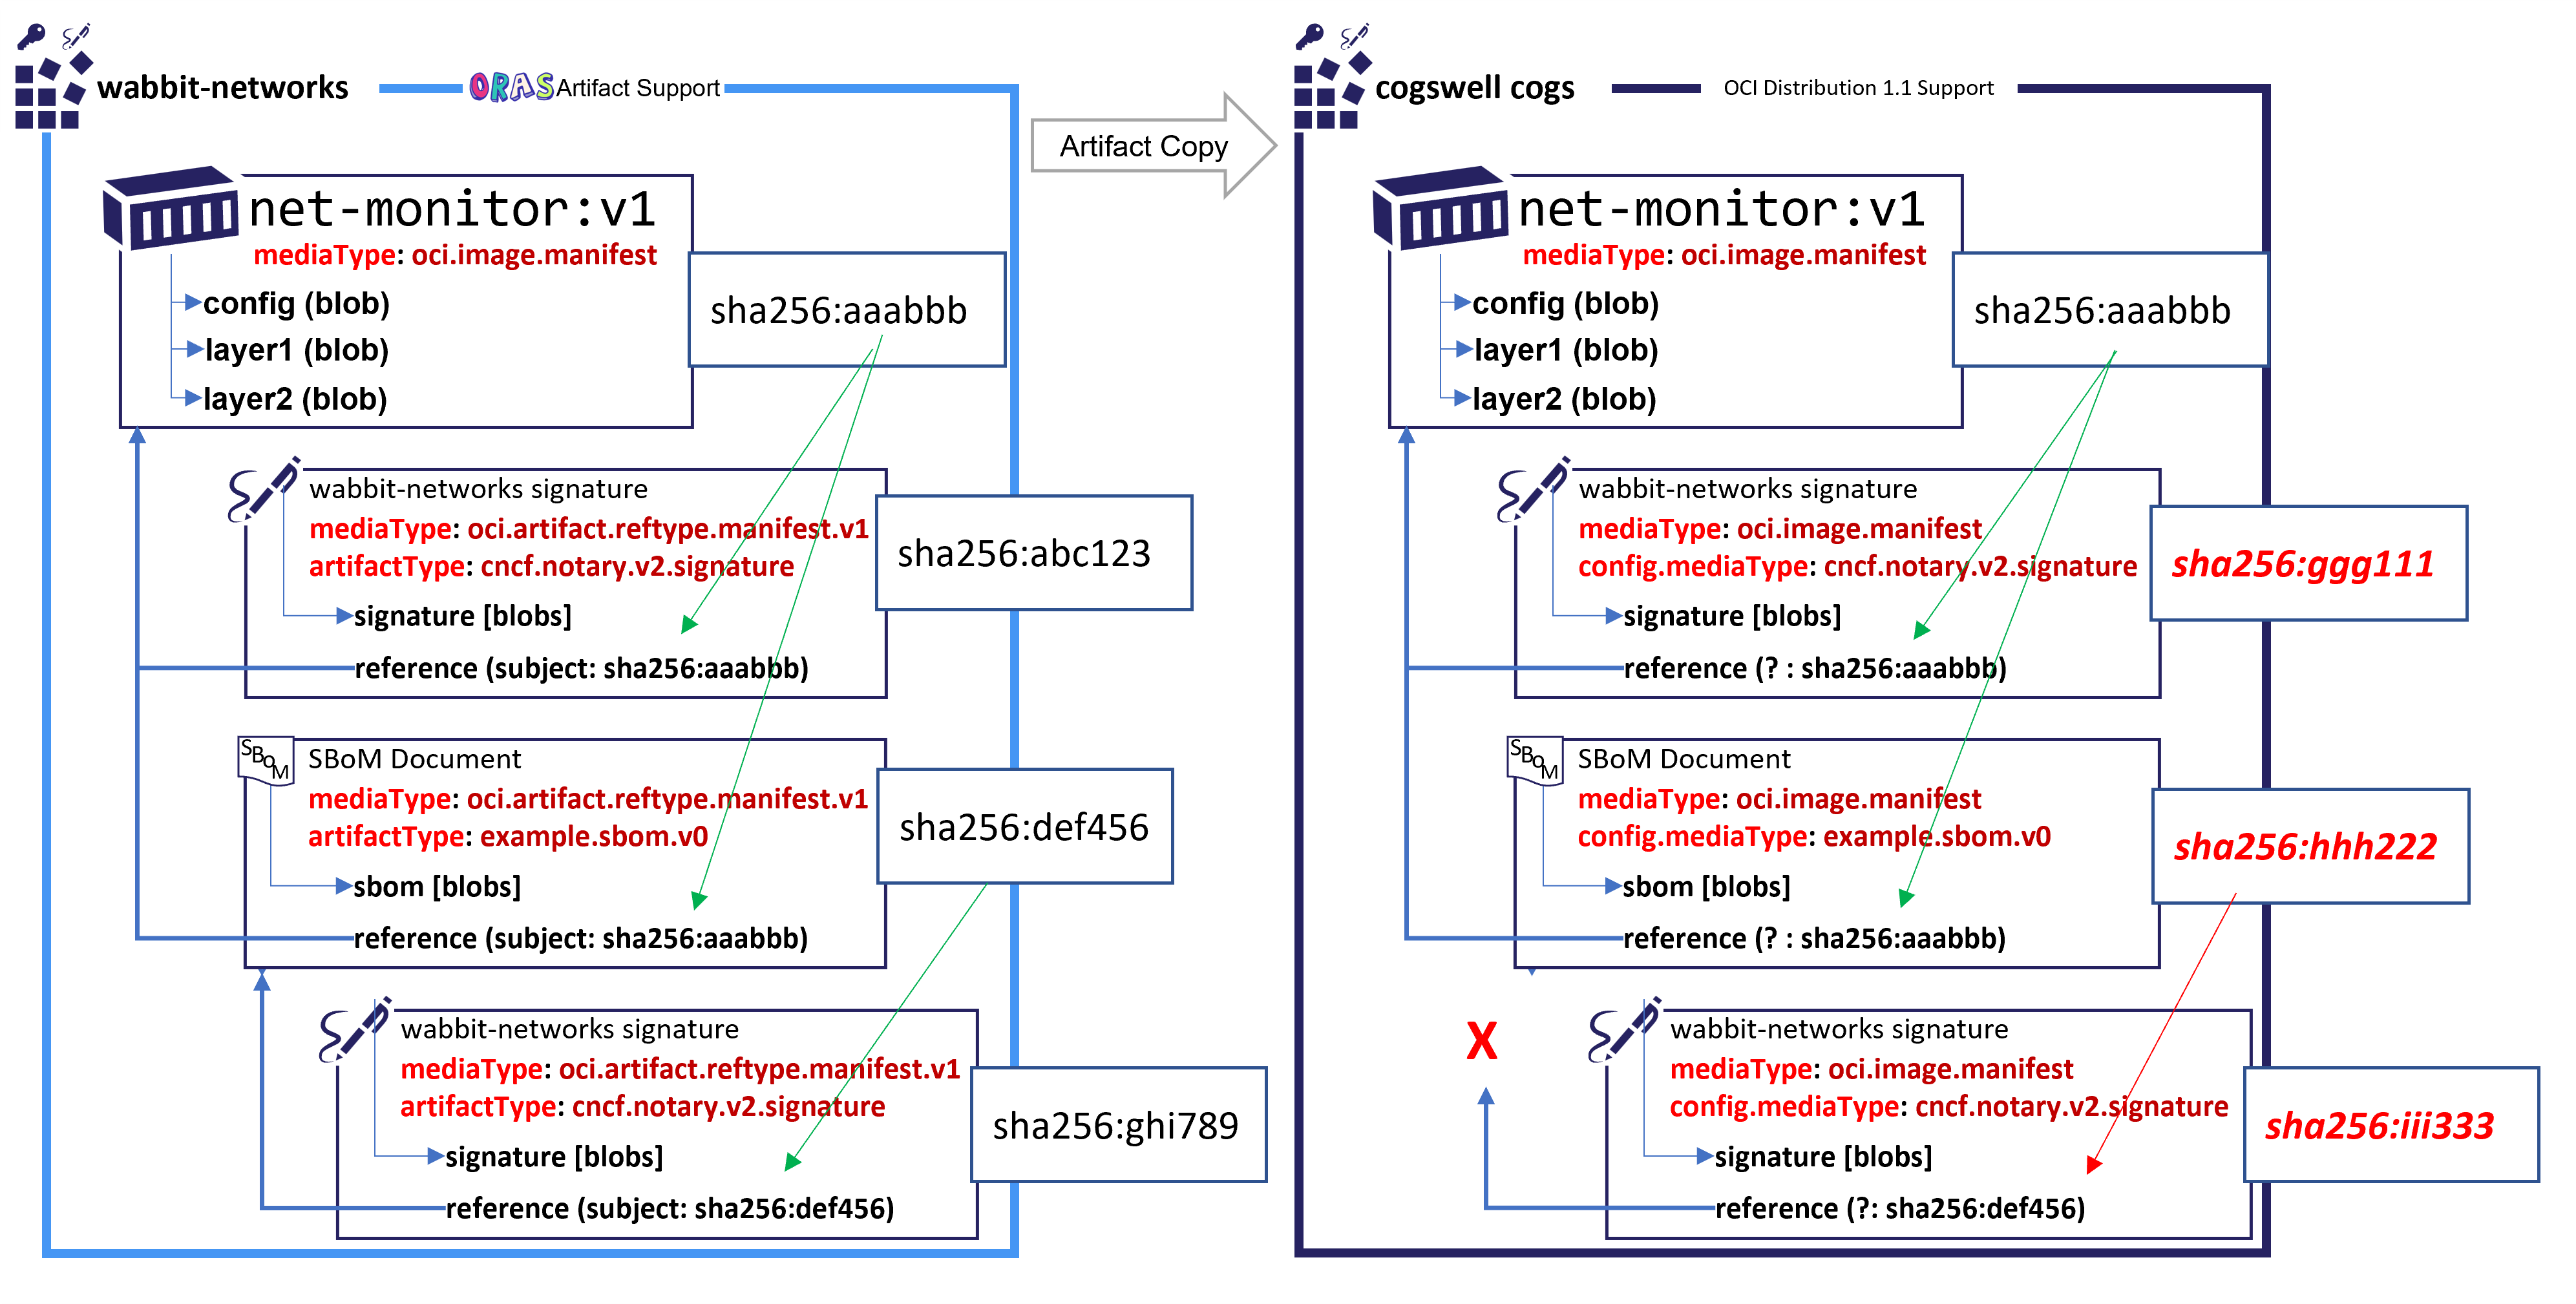 wabbit-networks
ORAS Artifact Support
net-monitor:v1
mediaType: oci.image.manifest
config (blob)
layer1 (blob)
layer2 (blob)
sha256:aaabbb
wabbit-networks signature
mediaType: oci.artifact.reftype.manifest.v1
artifactType: cncf.notary.v2.signature
signature [blobs]
reference (subject: sha256:aaabbb)
sha256:abc123
SBoM
SBoM Document
mediaType: oci.artifact.reftype.manifest.v1
artifactType: example.sbom.v0
sbom [blobs]
reference (subject: sha256:aaabbb)
sha256:def456
wabbit-networks signature
mediaType: oci.artifact.reftype.manifest.v1
artifactType: cncf.notary.v2.signature
signature [blobs]
reference (subject: sha256:def456)
sha256:ghi789
Artifact Copy
cogswell cogs
OCI Distribution 1.1 Support
net-monitor:v1
mediaType: oci.image.manifest
config (blob)
layer1 (blob)
layer2 (blob)
sha256:aaabbb
wabbit-networks signature
mediaType: oci.image.manifest
config.mediaType: cncf.notary.v2.signature
signature [blobs]
reference (? : sha256:aaabbb)
sha256:ggg111
SBoM
SBoM Document
mediaType: oci.image.manifest
config.mediaType: example.sbom.v0
sbom [blobs]
reference (? : sha256:aaabbb)
sha256:hhh222
X
wabbit-networks signature
mediaType: oci.image.manifest
config.mediaType: cncf.notary.v2.signature
signature [blobs]
reference (?: sha256:def456)
sha256:iii333